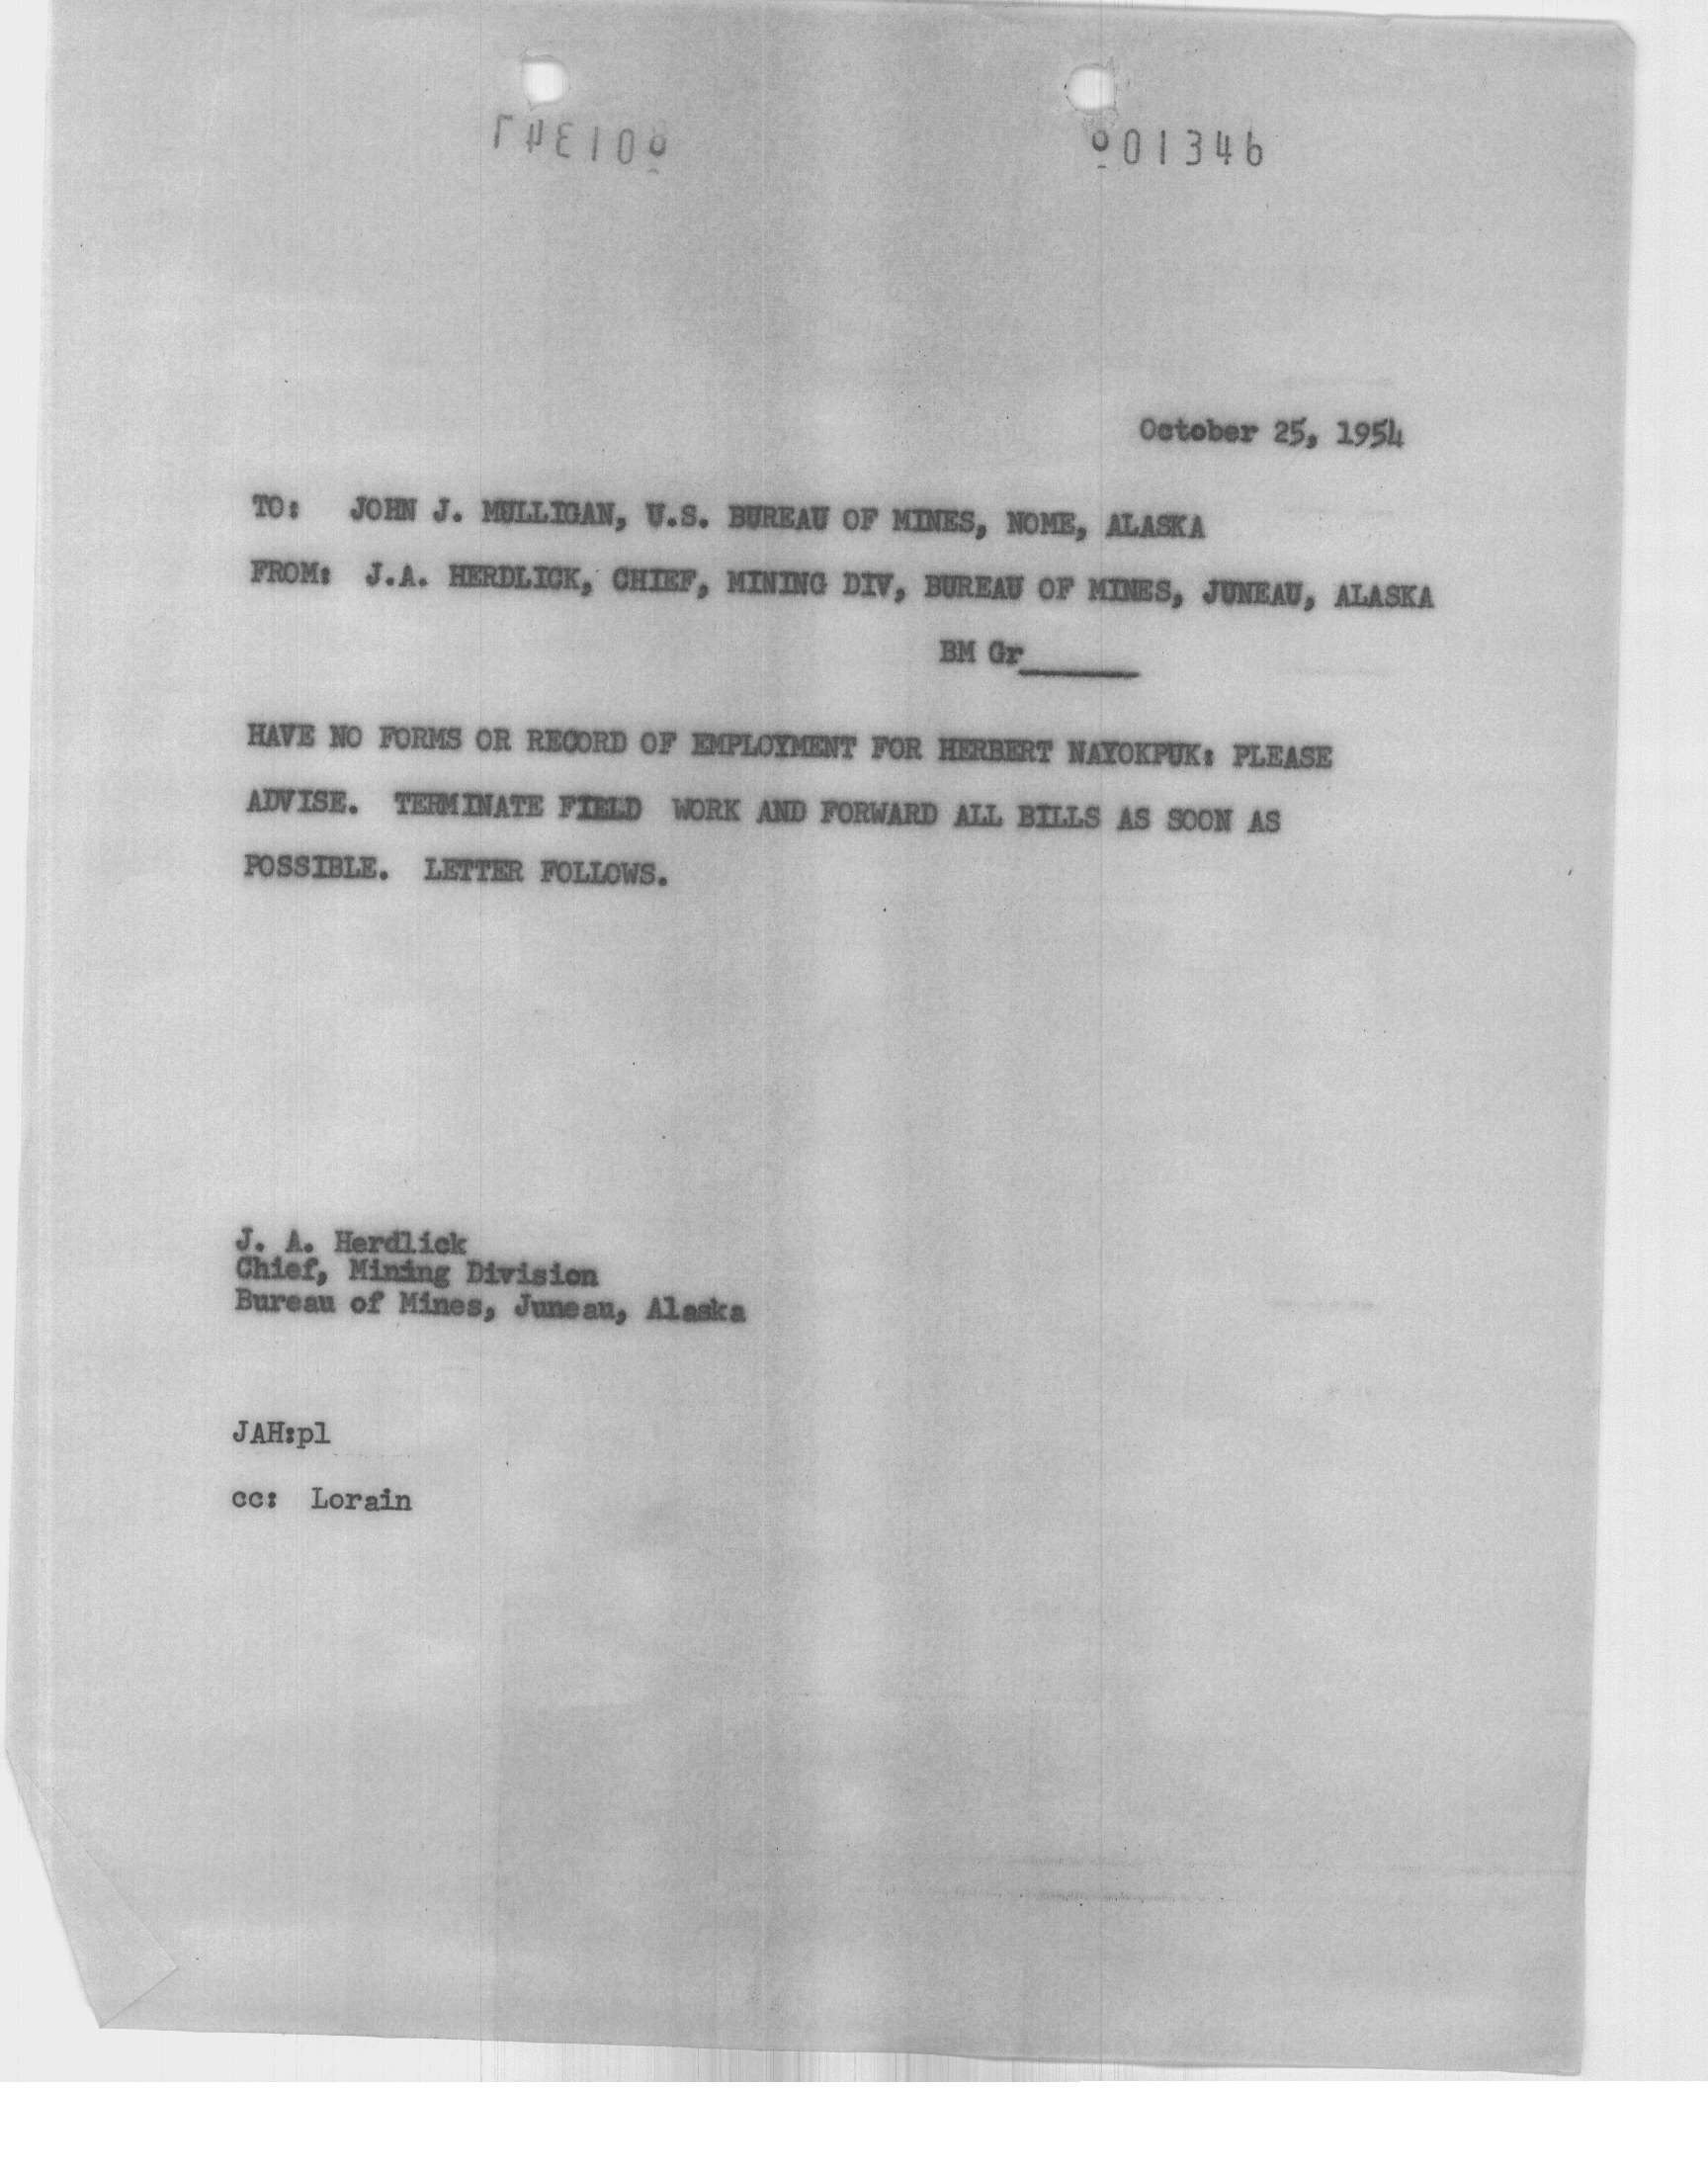 001346
October 25, 1954
TO: JOHN J. MULLIGAN, U.S. BUREAU OF MINES, NOME, ALASKA
FROM: J.A. HERDLICK, CHIEF, MINING DIV, BUREAU OF MINES, JUNEAU, ALASKA
BM Gr______
HAVE NO FORMS OR RECORD OF EMPLOYMENT FOR HERBERT NAYOKPUK: PLEASE
ADVISE. TERMINATE FIELD WORK AND FORWARD ALL BILLS AS SOON AS
POSSIBLE. LETTER FOLLOWS.
J. A. Herdlick
Chief, Mining Division
Bureau of Mines, Juneau, Alaska
JAH:pl
cc: Lorain